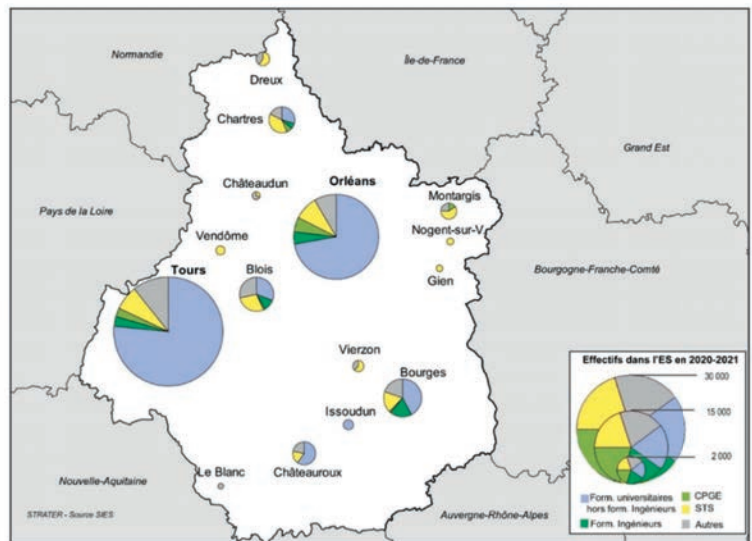 Normandie
Île-de-France
Dreux
Chartres
Grand Est
Châteaudun
Orléans
Montargis
Pays de la Loire
Nogent-sur-V.
Vendôme
Gien
Tours
Blois
Bourgogne-Franche-Comté
Vierzon
Bourges
Issoudun
Châteauroux
Le Blanc
Nouvelle-Aquitaine
Auvergne-Rhône-Alpes
STRATER - Source SIES
Effectifs dans l'ES en 2020-2021
30 000
15 000
2 000
Form. universitaires
hors form. Ingénieurs
Form. Ingénieurs
CPGE
STS
Autres